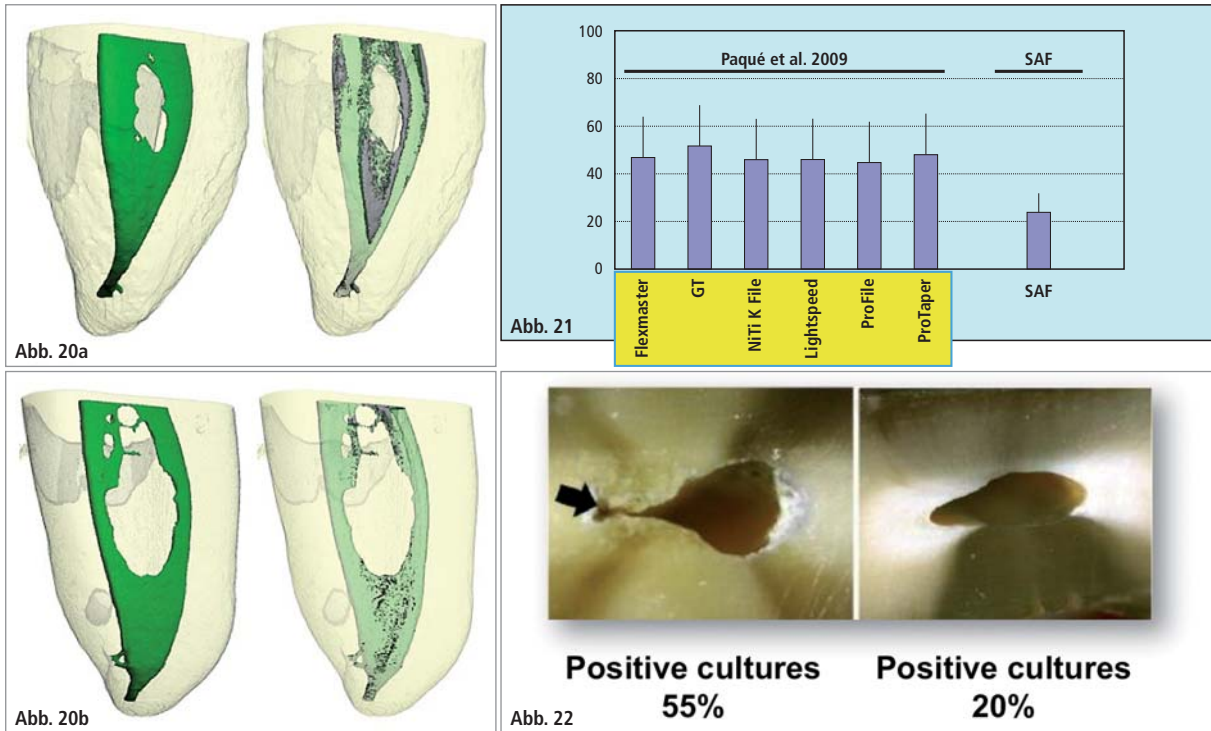 Abb. 20a
100
80
60
40
20
0
Paqué et al. 2009
SAF
Flexmaster
GT
NiTi K File
Lightspeed
ProFile
ProTaper
SAF
Abb. 21
Abb. 20b
Positive cultures
55%
Positive cultures
20%
Abb. 22